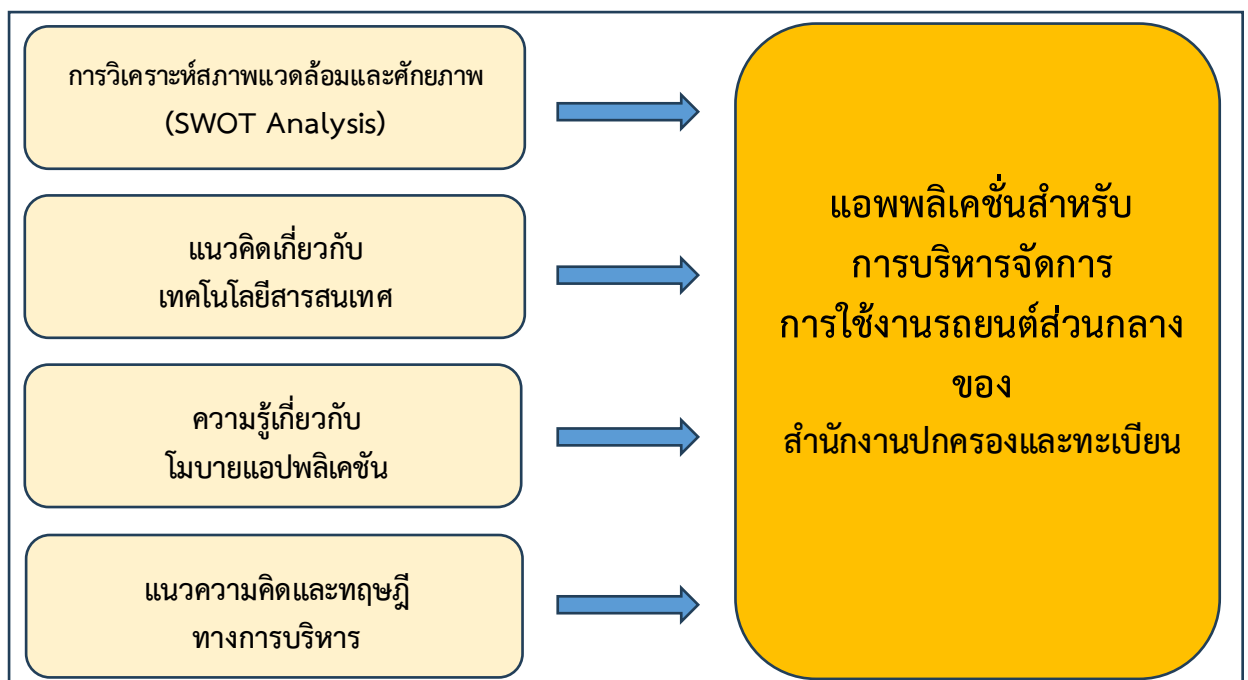 การวิเคราะห์สภาพแวดล้อมและศักยภาพ
(SWOT Analysis)
แนวคิดเกี่ยวกับ
เทคโนโลยีสารสนเทศ
ความรู้เกี่ยวกับ
โมบายแอปพลิเคชัน
แนวความคิดและทฤษฎี
ทางการบริหาร
แอพพลิเคชั่นสำหรับ
การบริหารจัดการ
การใช้งานรถยนต์ส่วนกลาง
ของ
สำนักงานปกครองและทะเบียน